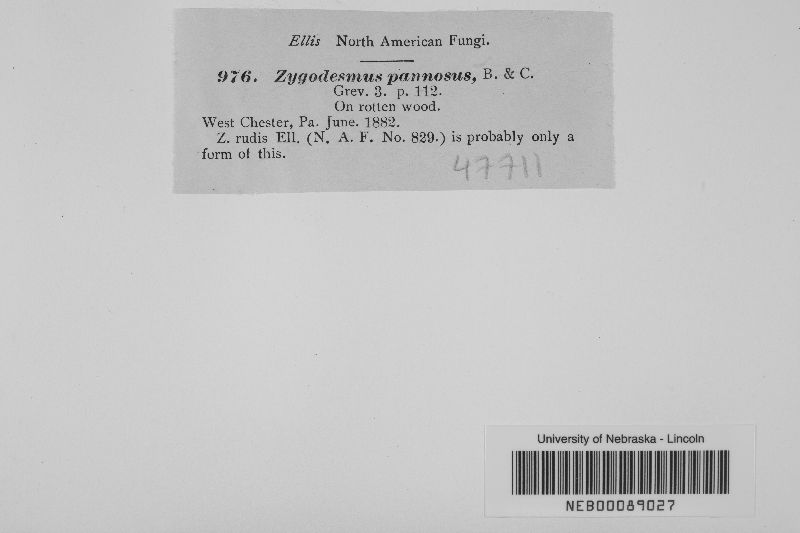 Ellis North American Fungi.
976. Zygodesmus pannosus, B. & C.
Grev. 3. p. 112.
On rotten wood.
West Chester, Pa. June. 1882.
Z. rudis Ell. (N. A. F. No. 829.) is probably only a
form of this.
47711
University of Nebraska - Lincoln
NEB00089027